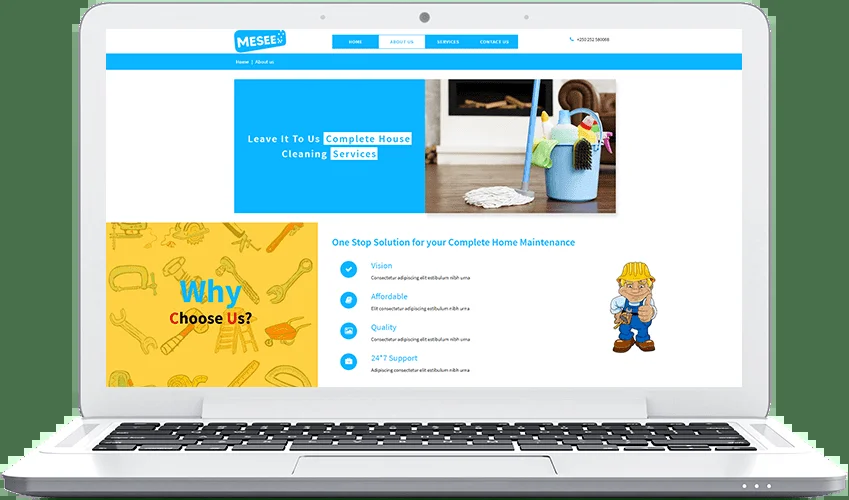 MESEE
HOME ABOUT US SERVICES CONTACT US
+250 252 580066
Home | About us
Leave It To Us Complete House
Cleaning Services
Why
Choose Us?
One Stop Solution for your Complete Home Maintenance
Vision
Consectetur adipiscing elit estibulum nibh urna
Affordable
Elit consectetur adipiscing estibulum nibh urna
Quality
Consectetur adipiscing elit estibulum nibh urna
24*7 Support
Adipiscing consectetur elit estibulum nibh urna